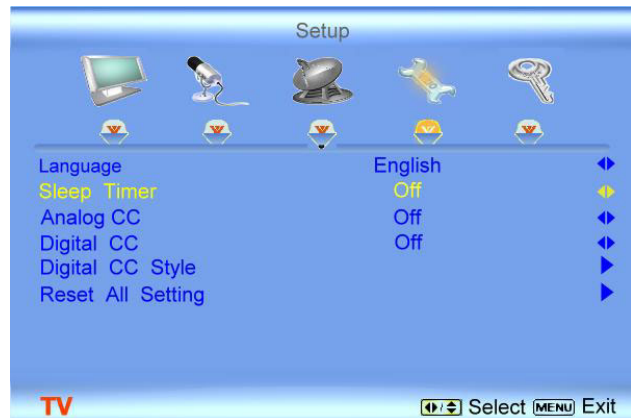 Setup
Language English
Sleep Timer Off
Analog CC Off
Digital CC Off
Digital CC Style
Reset All Setting
TV Select MENU Exit